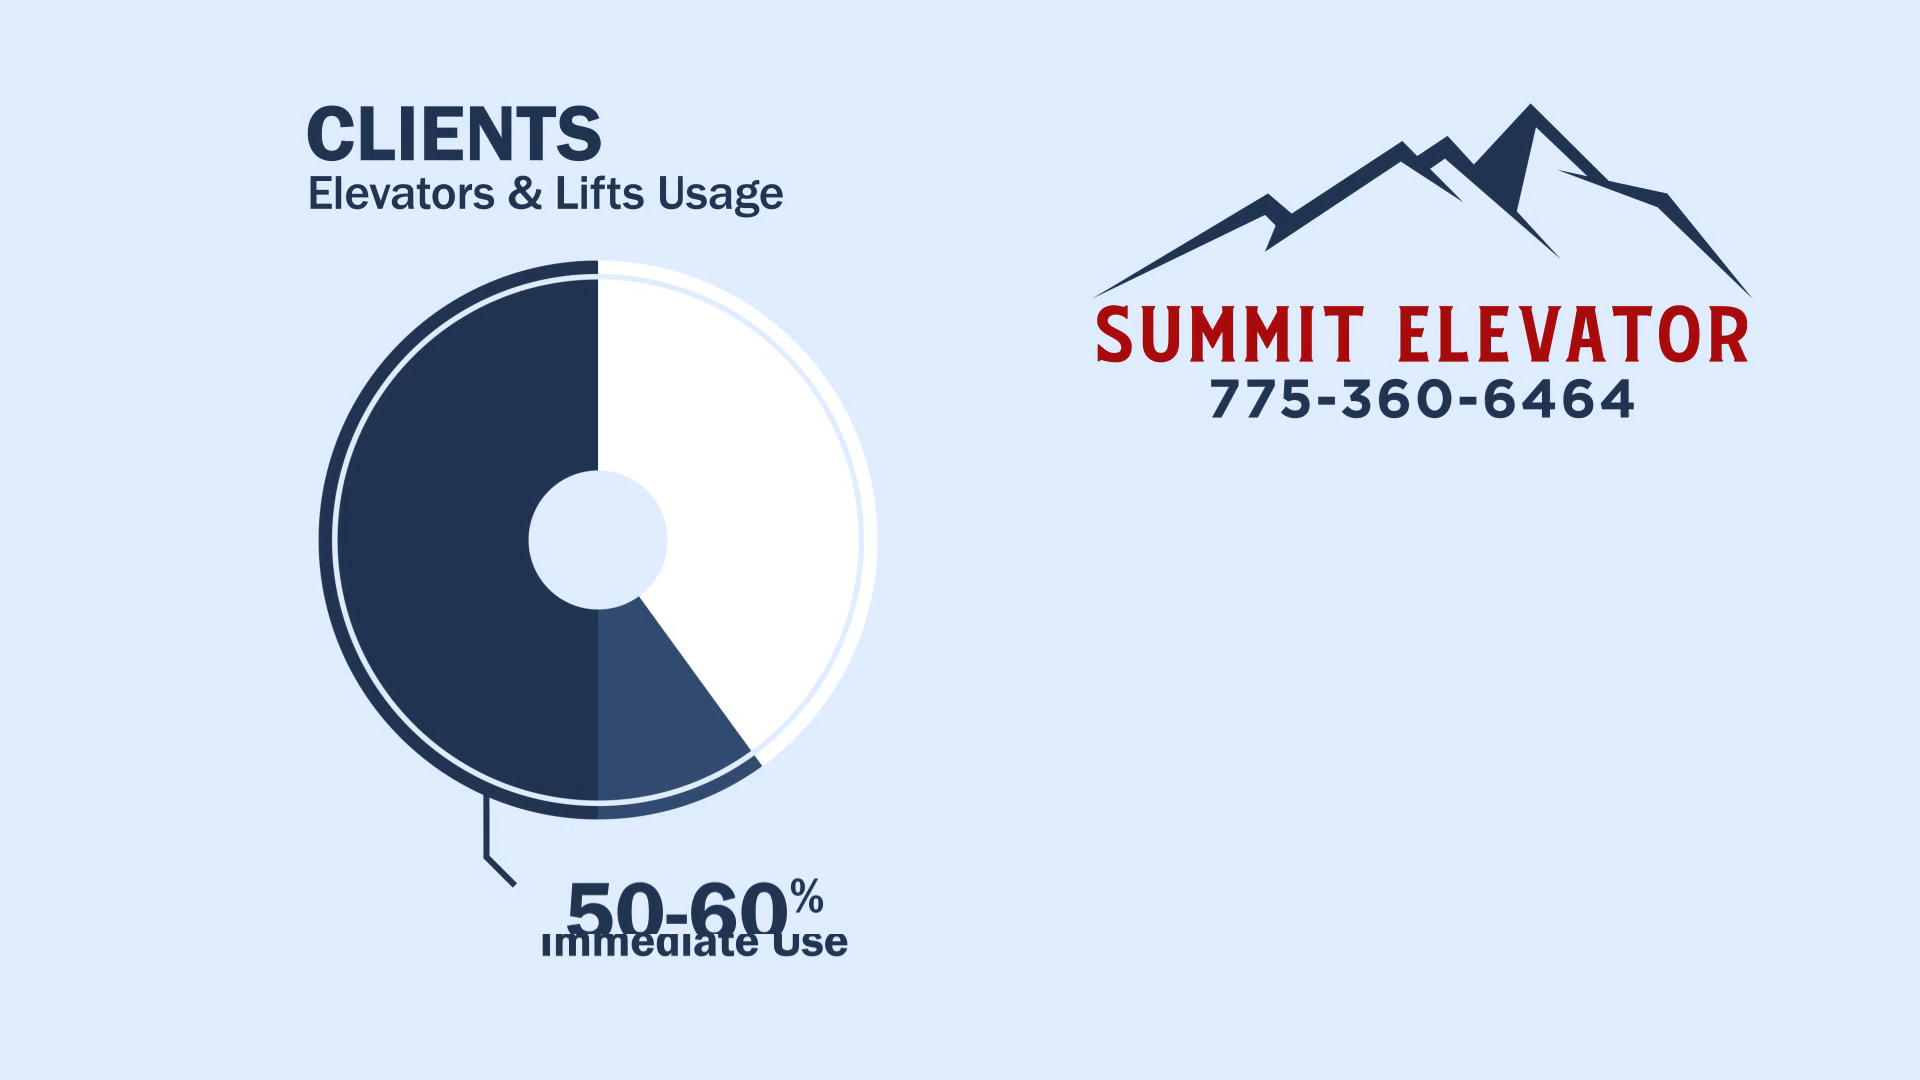 CLIENTS
Elevators & Lifts Usage
SUMMIT ELEVATOR
775-360-6464
50-60%
Immediate Use